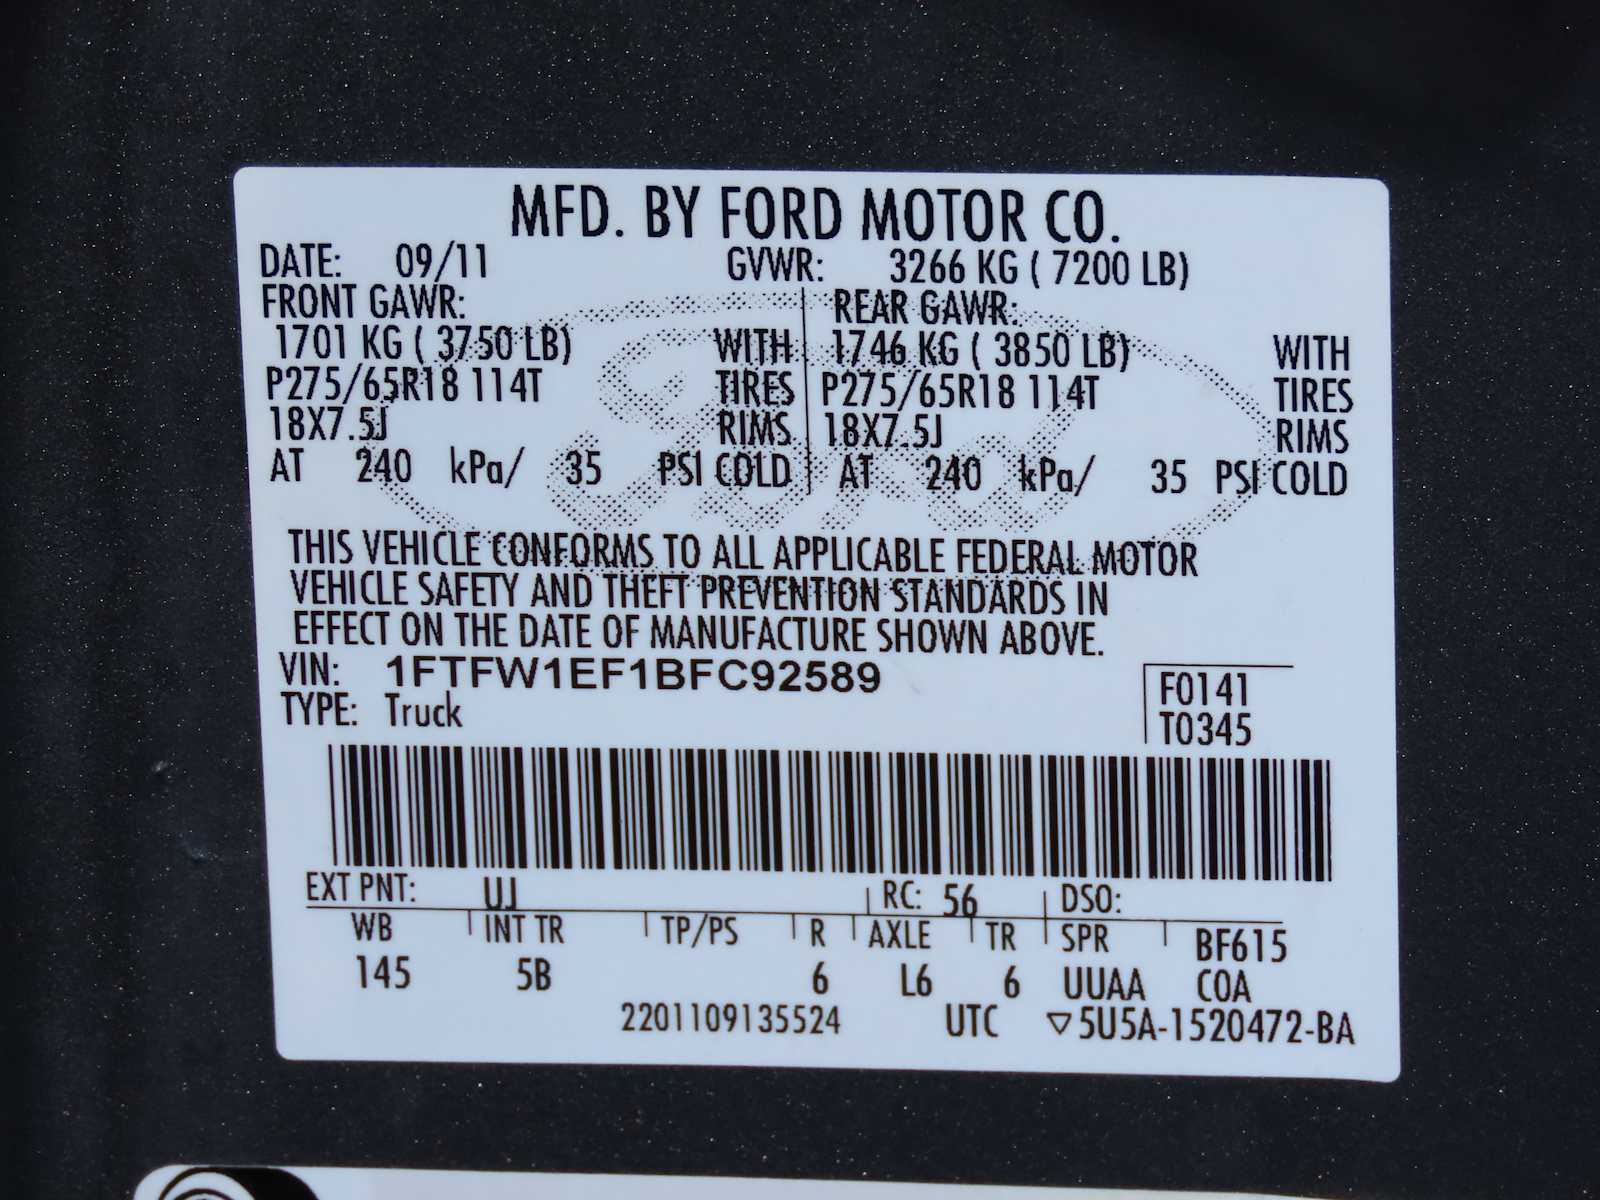 MFD. BY FORD MOTOR CO.
DATE: 09/11 GVWR: 3266 KG ( 7200 LB)
FRONT GAWR: REAR GAWR:
1701 KG ( 3750 LB) WITH 1746 KG ( 3850 LB) WITH
P275/65R18 114T TIRES P275/65R18 114T TIRES
18X7.5J RIMS 18X7.5J RIMS
AT 240 kPa/ 35 PSI COLD AT 240 kPa/ 35 PSI COLD
Ford
THIS VEHICLE CONFORMS TO ALL APPLICABLE FEDERAL MOTOR
VEHICLE SAFETY AND THEFT PREVENTION STANDARDS IN
EFFECT ON THE DATE OF MANUFACTURE SHOWN ABOVE.
VIN: 1FTFW1EF1BFC92589 F0141
TYPE: Truck T0345
EXT PNT: UJ RC: 56 DSO:
WB INT TR TP/PS R AXLE TR SPR BF615
145 5B 6 L6 6 UUAA COA
2201109135524 UTC ▽5U5A-1520472-BA